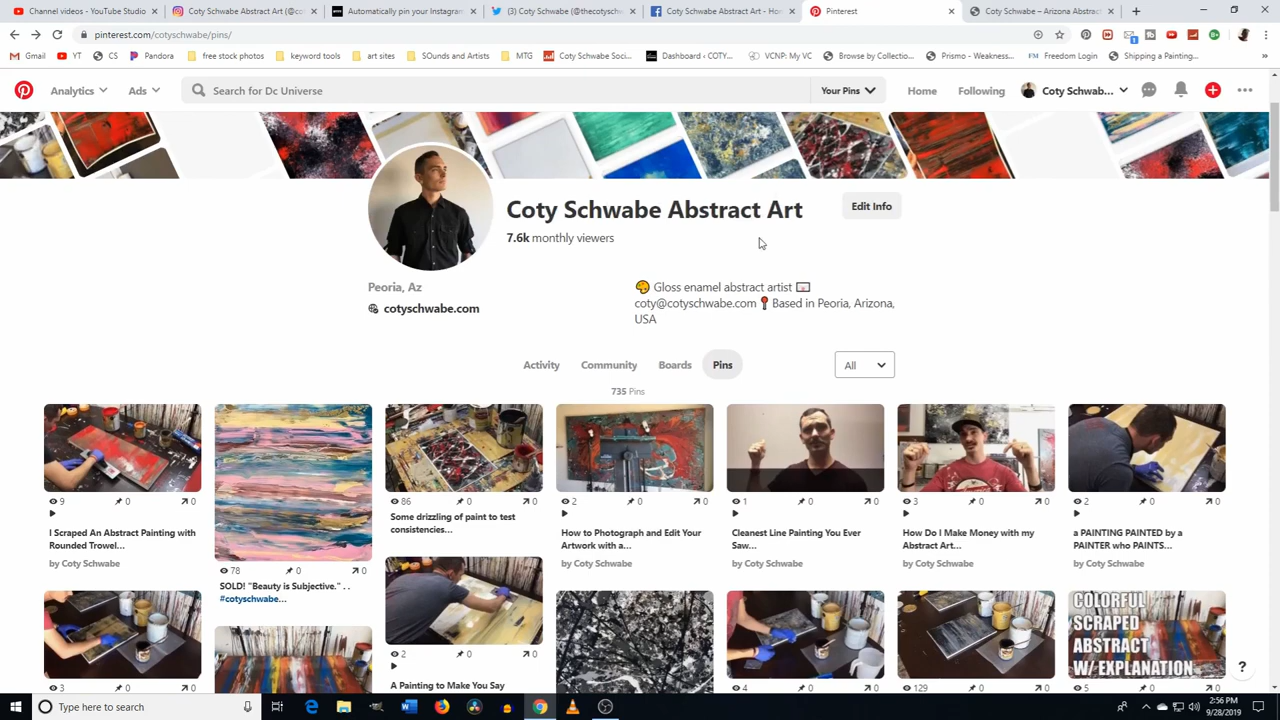 Channel videos - YouTube Studio
Coty Schwabe Abstract Art (@co
Automatically pin your Instagram
(3) Coty Schwabe (@thecotyschw
Coty Schwabe Abstract Art - Ho
Pinterest
Coty Schwabe – Arizona Abstrac
pinterest.com/cotyschwabe/pins/
Gmail
YT
CS
Pandora
free stock photos
keyword tools
art sites
SOunds and Artists
MTG
Coty Schwabe Soci...
Dashboard ‹ COTY...
VCNP: My VC
Browse by Collectio...
Prismo - Weakness...
Freedom Login
Shipping a Painting...
»
Analytics
Ads
Search for Dc Universe
Your Pins
Home
Following
Coty Schwab...
Coty Schwabe Abstract Art
Edit Info
7.6k monthly viewers
Peoria, Az
cotyschwabe.com
Gloss enamel abstract artist
coty@cotyschwabe.com Based in Peoria, Arizona,
USA
Activity
Community
Boards
Pins
All
735 Pins
9 0 0
I Scraped An Abstract Painting with
Rounded Trowel...
by Coty Schwabe
78 0 0
SOLD! "Beauty is Subjective." . .
#cotyschwabe...
86 0 0
Some drizzling of paint to test
consistencies...
2 0 0
How to Photograph and Edit Your
Artwork with a...
by Coty Schwabe
1 0 0
Cleanest Line Painting You Ever
Saw...
by Coty Schwabe
3 0 0
How Do I Make Money with my
Abstract Art...
by Coty Schwabe
2 0 0
a PAINTING PAINTED by a
PAINTER who PAINTS...
by Coty Schwabe
3 0 0
2 0 0
A Painting to Make You Say
4 0 0
129 0 0
COLORFUL
SCRAPED
ABSTRACT
W/ EXPLANATION
5 0 0
?
Type here to search
2:56 PM
9/28/2019